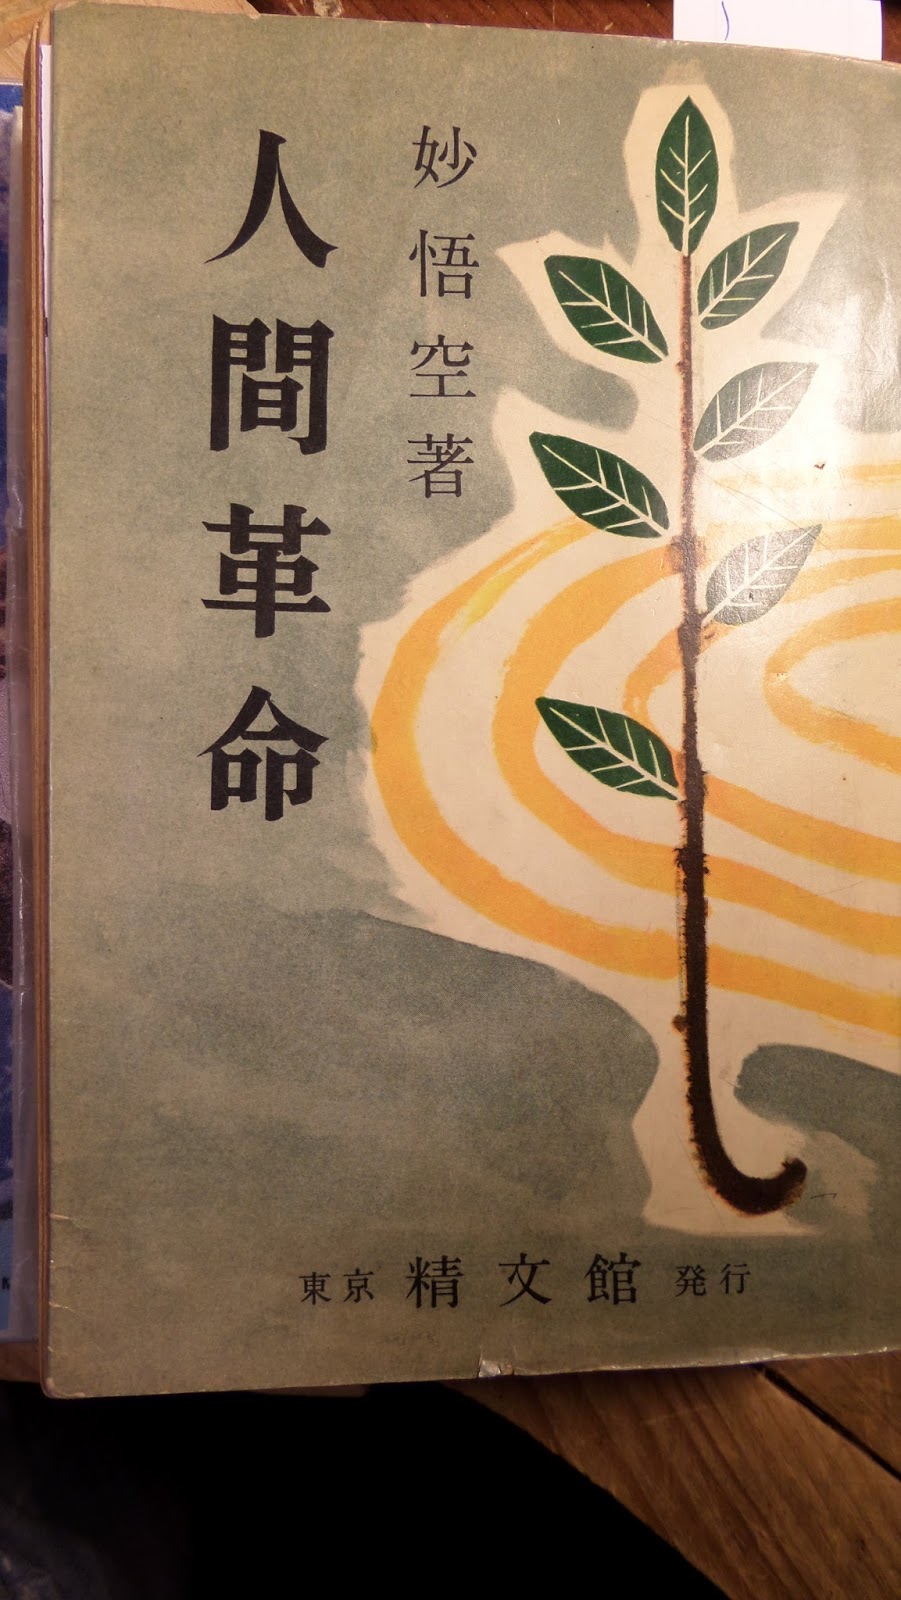 妙悟空著
人間革命
東京 精文館 発行